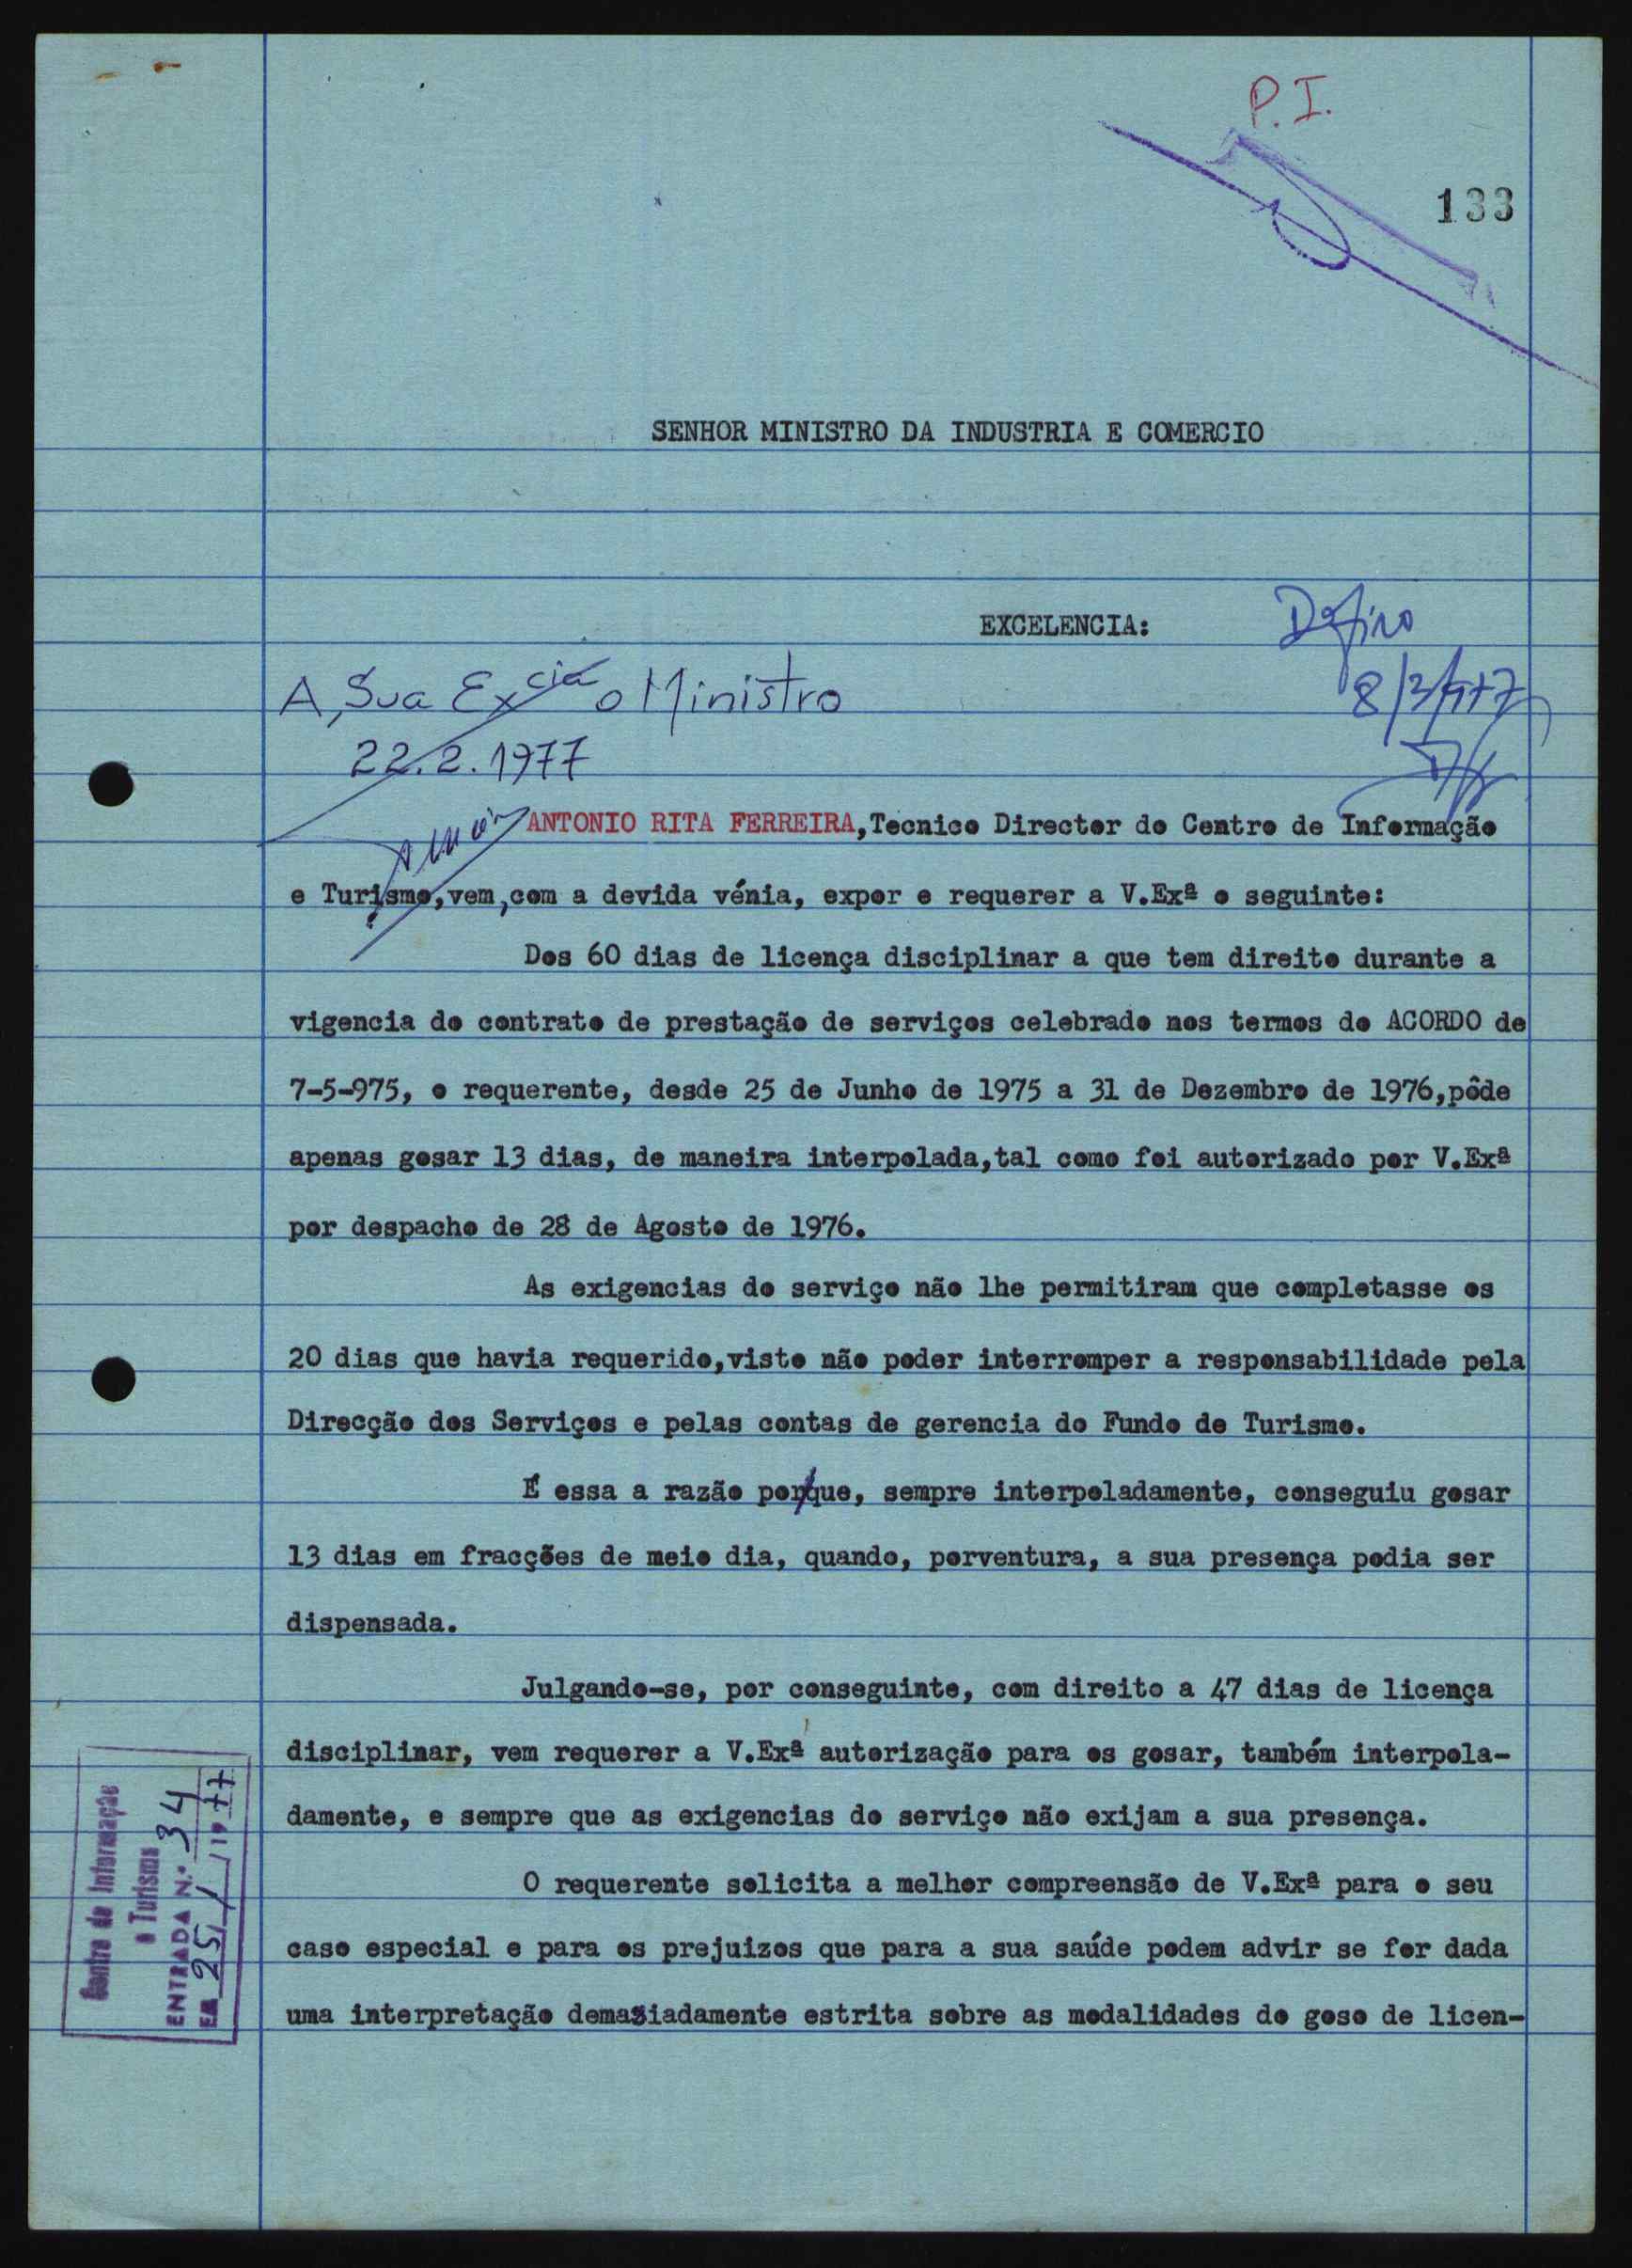 P.I.
133
SENHOR MINISTRO DA INDUSTRIA E COMERCIO
EXCELENCIA:
Defiro
8/3/977
A Sua Excia o Ministro
22.2.1977
ANTONIO RITA FERREIRA,Tecnico Director do Centro de Informação
e Turismo,vem,com a devida vénia, expor e requerer a V.Exª o seguinte:
Dos 60 dias de licença disciplinar a que tem direito durante a
vigencia do contrato de prestação de serviços celebrado nos termos do ACORDO de
7-5-975, o requerente, desde 25 de Junho de 1975 a 31 de Dezembro de 1976,pôde
apenas gosar 13 dias, de maneira interpolada,tal como foi autorizado por V.Exª
por despacho de 28 de Agosto de 1976.
As exigencias do serviço não lhe permitiram que completasse os
20 dias que havia requerido,visto não poder interromper a responsabilidade pela
Direcção dos Serviços e pelas contas de gerencia do Fundo de Turismo.
É essa a razão por/que, sempre interpoladamente, conseguiu gosar
13 dias em fracções de meio dia, quando, porventura, a sua presença podia ser
dispensada.
Julgando-se, por conseguinte, com direito a 47 dias de licença
disciplinar, vem requerer a V.Exª autorização para os gosar, também interpola-
damente, e sempre que as exigencias do serviço não exijam a sua presença.
O requerente solicita a melhor compreensão de V.Exª para o seu
caso especial e para os prejuizos que para a sua saúde podem advir se for dada
uma interpretação demasiadamente estrita sobre as modalidades do goso de licen-
Centro de Informação
e Turismo
ENTRADA N.º 34
EM 25/ / 1977